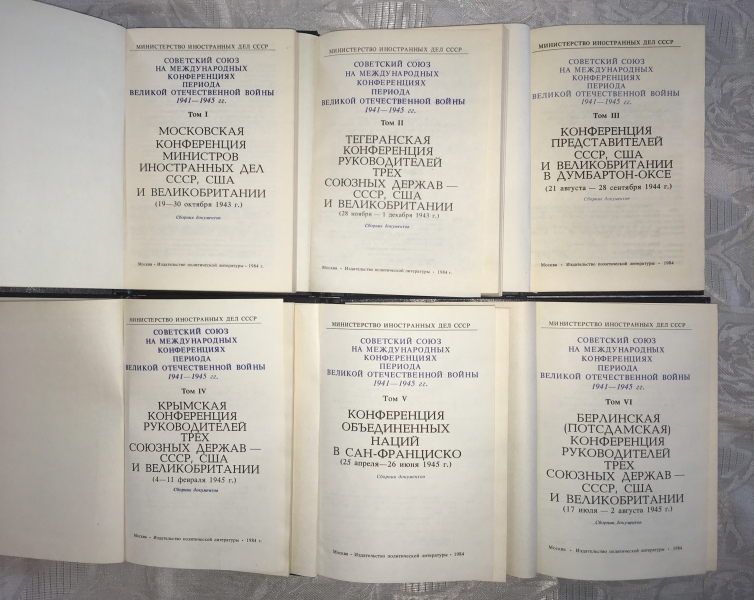 МИНИСТЕРСТВО ИНОСТРАННЫХ ДЕЛ СССР
СОВЕТСКИЙ СОЮЗ
НА МЕЖДУНАРОДНЫХ
КОНФЕРЕНЦИЯХ
ПЕРИОДА
ВЕЛИКОЙ ОТЕЧЕСТВЕННОЙ ВОЙНЫ
1941—1945 гг.
Том I
МОСКОВСКАЯ
КОНФЕРЕНЦИЯ
МИНИСТРОВ
ИНОСТРАННЫХ ДЕЛ
СССР, США
И ВЕЛИКОБРИТАНИИ
(19—30 октября 1943 г.)
Сборник документов
Москва · Издательство политической литературы · 1984 г.
МИНИСТЕРСТВО ИНОСТРАННЫХ ДЕЛ СССР
СОВЕТСКИЙ СОЮЗ
НА МЕЖДУНАРОДНЫХ
КОНФЕРЕНЦИЯХ
ПЕРИОДА
ВЕЛИКОЙ ОТЕЧЕСТВЕННОЙ ВОЙНЫ
1941—1945 гг.
Том II
ТЕГЕРАНСКАЯ
КОНФЕРЕНЦИЯ
РУКОВОДИТЕЛЕЙ
ТРЕХ
СОЮЗНЫХ ДЕРЖАВ —
СССР, США
И ВЕЛИКОБРИТАНИИ
(28 ноября — 1 декабря 1943 г.)
Сборник документов
Москва · Издательство политической литературы · 1984 г.
МИНИСТЕРСТВО ИНОСТРАННЫХ ДЕЛ СССР
СОВЕТСКИЙ СОЮЗ
НА МЕЖДУНАРОДНЫХ
КОНФЕРЕНЦИЯХ
ПЕРИОДА
ВЕЛИКОЙ ОТЕЧЕСТВЕННОЙ ВОЙНЫ
1941—1945 гг.
Том III
КОНФЕРЕНЦИЯ
ПРЕДСТАВИТЕЛЕЙ
СССР, США
И ВЕЛИКОБРИТАНИИ
В ДУМБАРТОН-ОКСЕ
(21 августа — 28 сентября 1944 г.)
Сборник документов
Москва · Издательство политической литературы · 1984
МИНИСТЕРСТВО ИНОСТРАННЫХ ДЕЛ СССР
СОВЕТСКИЙ СОЮЗ
НА МЕЖДУНАРОДНЫХ
КОНФЕРЕНЦИЯХ
ПЕРИОДА
ВЕЛИКОЙ ОТЕЧЕСТВЕННОЙ ВОЙНЫ
1941—1945 гг.
Том IV
КРЫМСКАЯ
КОНФЕРЕНЦИЯ
РУКОВОДИТЕЛЕЙ
ТРЕХ
СОЮЗНЫХ ДЕРЖАВ —
СССР, США
И ВЕЛИКОБРИТАНИИ
(4—11 февраля 1945 г.)
Сборник документов
Москва · Издательство политической литературы · 1984 г.
МИНИСТЕРСТВО ИНОСТРАННЫХ ДЕЛ СССР
СОВЕТСКИЙ СОЮЗ
НА МЕЖДУНАРОДНЫХ
КОНФЕРЕНЦИЯХ
ПЕРИОДА
ВЕЛИКОЙ ОТЕЧЕСТВЕННОЙ ВОЙНЫ
1941—1945 гг.
Том V
КОНФЕРЕНЦИЯ
ОБЪЕДИНЕННЫХ
НАЦИЙ
В САН-ФРАНЦИСКО
(25 апреля—26 июня 1945 г.)
Сборник документов
Москва · Издательство политической литературы · 1984
МИНИСТЕРСТВО ИНОСТРАННЫХ ДЕЛ СССР
СОВЕТСКИЙ СОЮЗ
НА МЕЖДУНАРОДНЫХ
КОНФЕРЕНЦИЯХ
ПЕРИОДА
ВЕЛИКОЙ ОТЕЧЕСТВЕННОЙ ВОЙНЫ
1941—1945 гг.
Том VI
БЕРЛИНСКАЯ
(ПОТСДАМСКАЯ)
КОНФЕРЕНЦИЯ
РУКОВОДИТЕЛЕЙ
ТРЕХ
СОЮЗНЫХ ДЕРЖАВ —
СССР, США
И ВЕЛИКОБРИТАНИИ
(17 июля — 2 августа 1945 г.)
Сборник документов
Москва · Издательство политической литературы · 1984